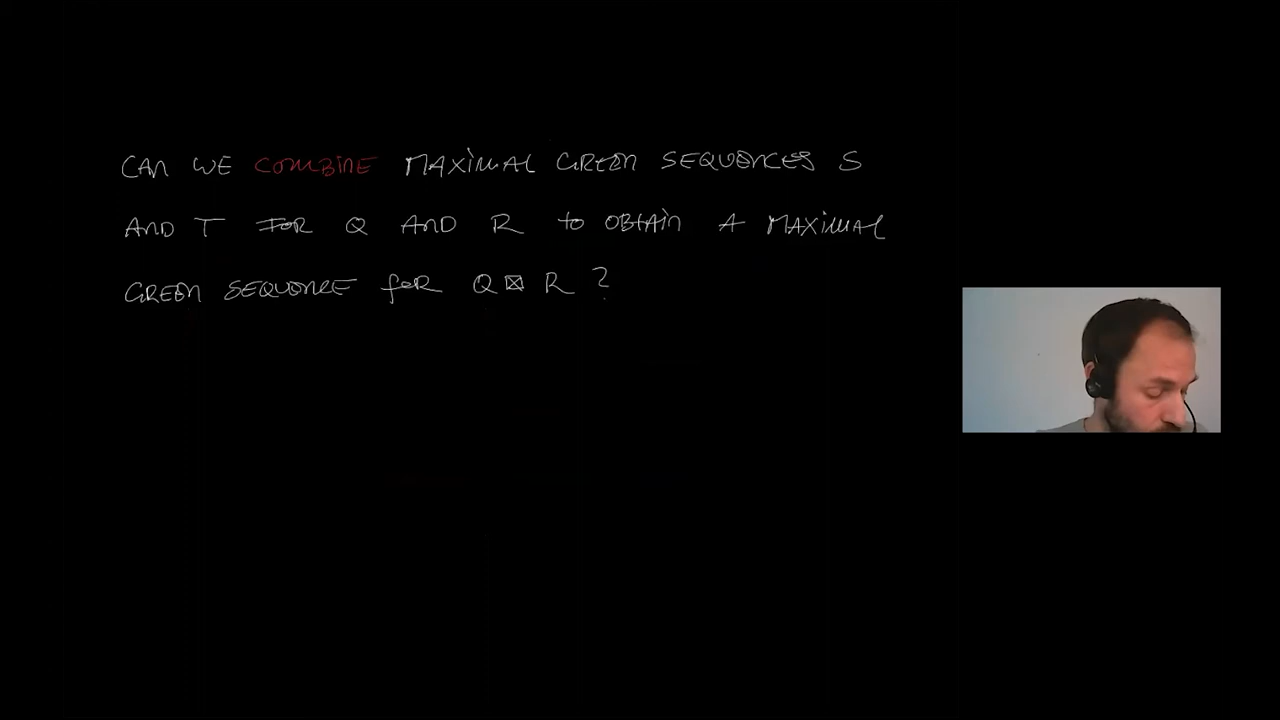 CAN WE COMBINE MAXIMAL GREEN SEQUENCES S
AND T FOR Q AND R to OBTAIN A MAXIMAL
GREEN SEQUENCE foR Q ⊠ R ?